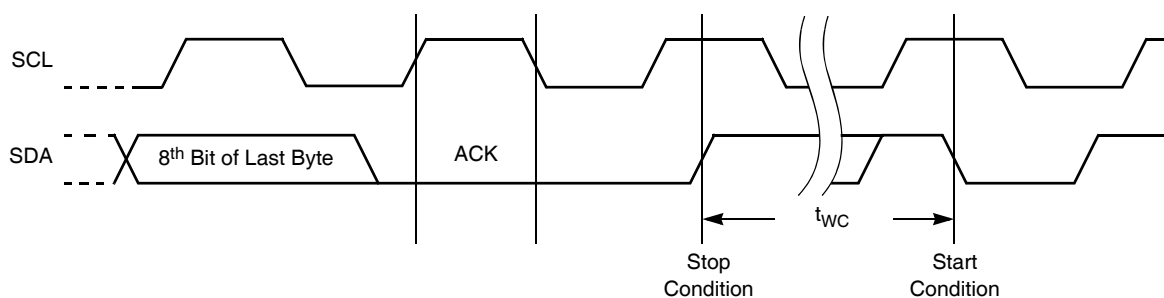 SCL
SDA
8th Bit of Last Byte
ACK
tWC
Stop
Condition
Start
Condition